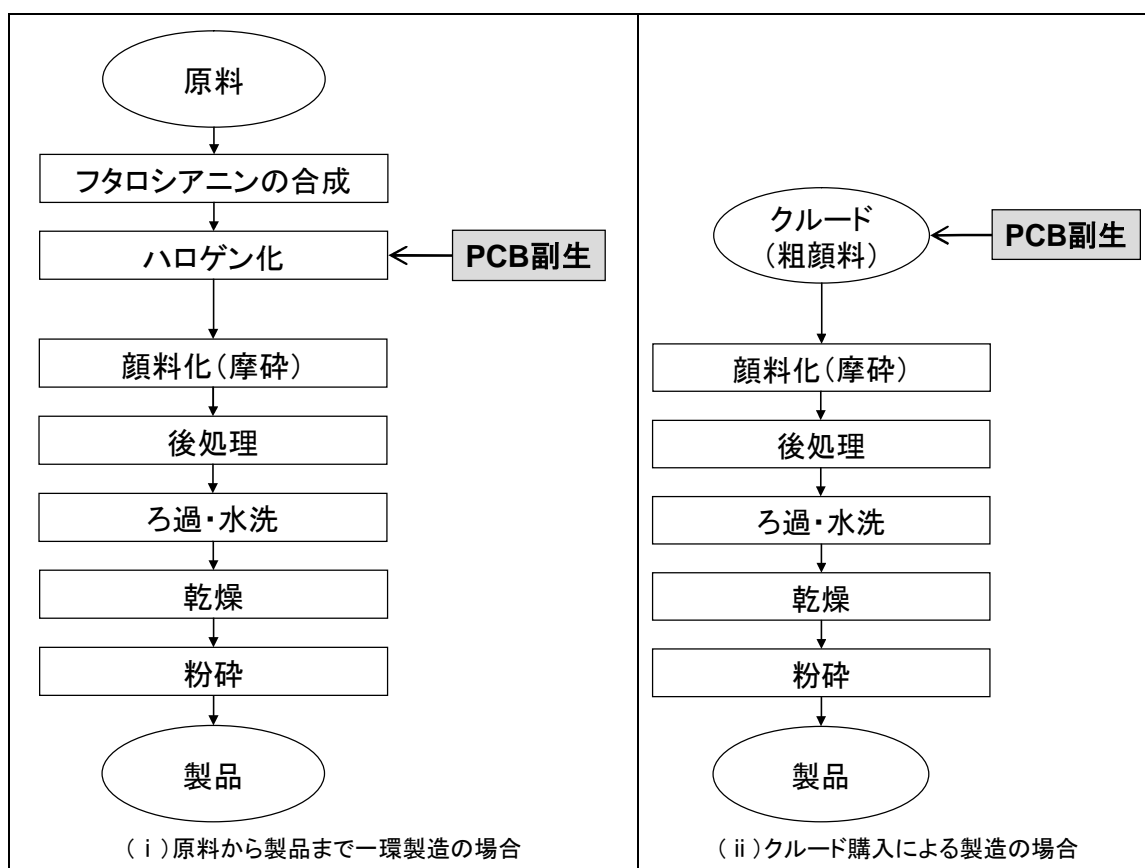 原料
フタロシアニンの合成
ハロゲン化
PCB副生
顔料化(摩砕)
後処理
ろ過・水洗
乾燥
粉砕
製品
(ⅰ)原料から製品まで一環製造の場合
クルード
(粗顔料)
PCB副生
顔料化(摩砕)
後処理
ろ過・水洗
乾燥
粉砕
製品
(ⅱ)クルード購入による製造の場合